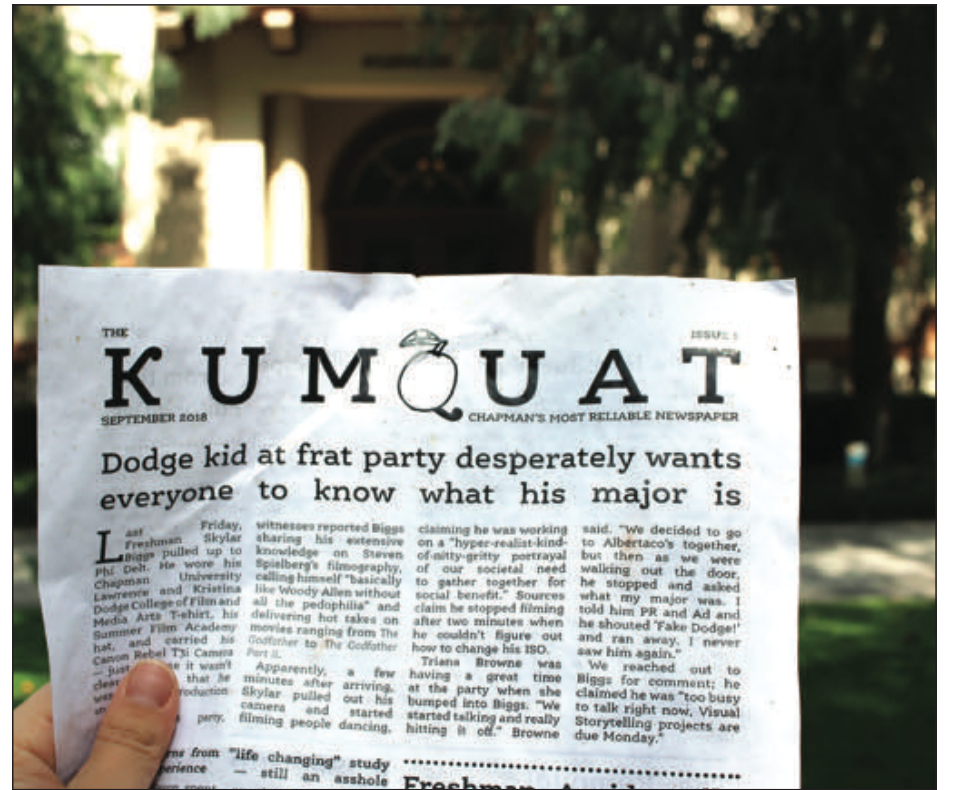 THE
ISSUE 1
KUMQUAT
SEPTEMBER 2018
CHAPMAN'S MOST RELIABLE NEWSPAPER
Dodge kid at frat party desperately wants
everyone to know what his major is
Last Friday,
Freshman Skylar
Biggs pulled up to
Phi Delt. He wore his
Chapman University
Lawrence and Kristina
Dodge College of Film and
Media Arts T-shirt, his
Summer Film Academy
hat, and carried his
Canon Rebel T3i Camera
— just e it wasn't
clear that he
was roduction
party,
witnesses reported Biggs
sharing his extensive
knowledge on Steven
Spielberg's filmography,
calling himself "basically
like Woody Allen without
all the pedophilia" and
delivering hot takes on
movies ranging from The
Godfather to The Godfather
Part II.
Apparently, a few
minutes after arriving,
Skylar pulled out his
camera and started
filming people dancing,
claiming he was working
on a "hyper-realist-kind-
of-nitty-gritty portrayal
of our societal need
to gather together for
social benefit." Sources
claim he stopped filming
after two minutes when
he couldn't figure out
how to change his ISO.
Triana Browne was
having a great time
at the party when she
bumped into Biggs. "We
started talking and really
hitting it off." Browne
said. "We decided to go
to Albertaco's together,
but then as we were
walking out the door,
he stopped and asked
what my major was. I
told him PR and Ad and
he shouted 'Fake Dodge!'
and ran away. I never
saw him again."
We reached out to
Biggs for comment; he
claimed he was "too busy
to talk right now, Visual
Storytelling projects are
due Monday."
ns from "life changing" study
erience — still an asshole
Freshman